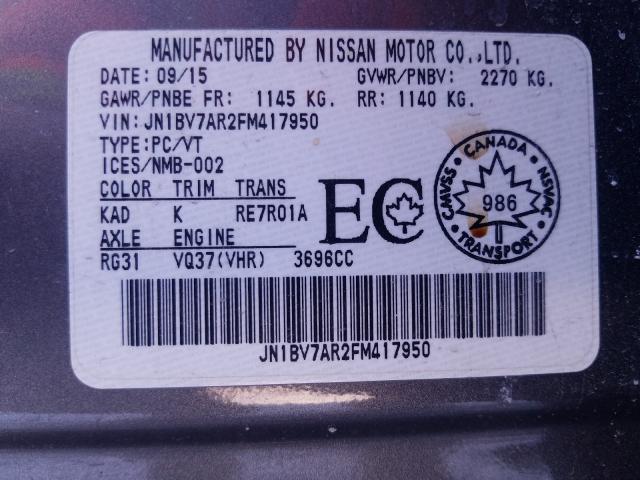 MANUFACTURED BY NISSAN MOTOR CO.,LTD.
DATE: 09/15 GVWR/PNBV: 2270 KG.
GAWR/PNBE FR: 1145 KG. RR: 1140 KG.
VIN: JN1BV7AR2FM417950
TYPE:PC/VT
ICES/NMB-002
COLOR TRIM TRANS
KAD K RE7R01A
AXLE ENGINE
RG31 VQ37(VHR) 3696CC
EC
CANADA
CMVSS
986
NSVAC
TRANSPORT
JN1BV7AR2FM417950